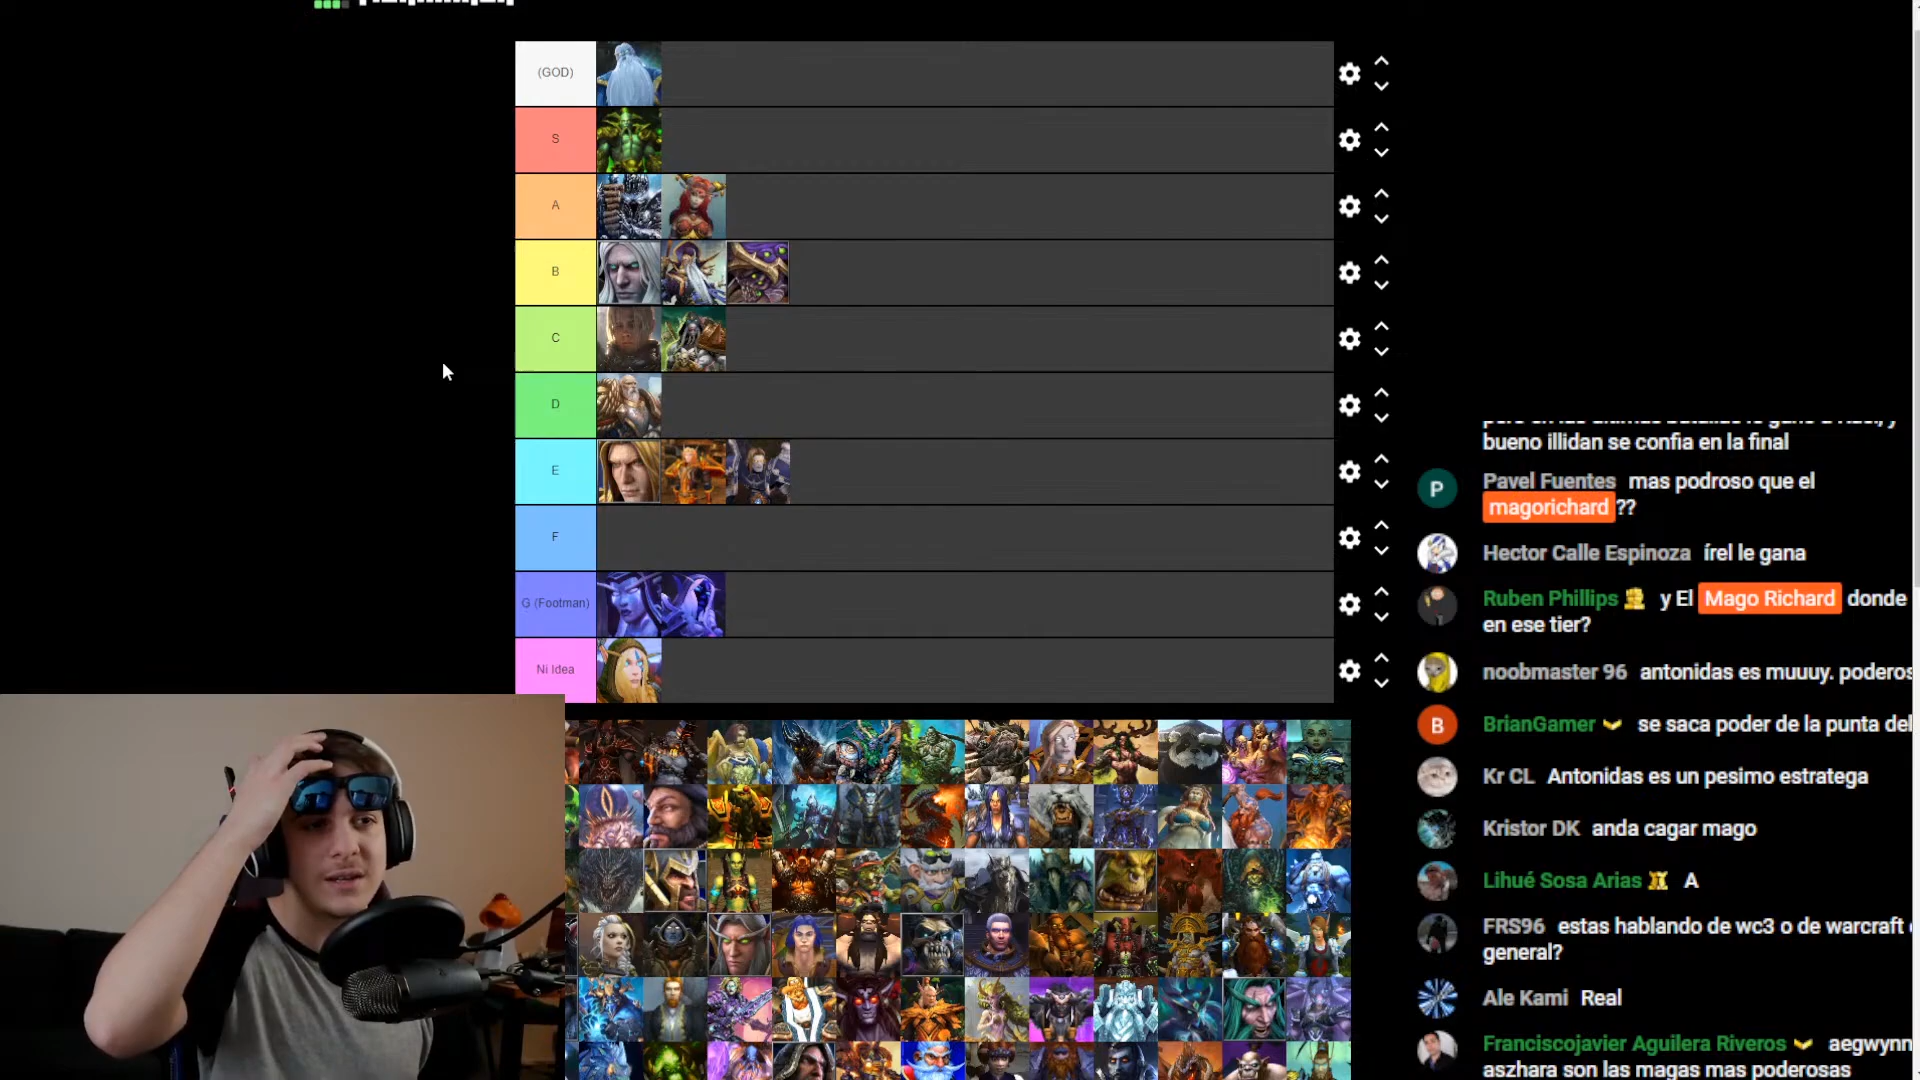 (GOD)
S
A
B
C
D
E
F
G (Footman)
Ni Idea
bueno illidan se confia en la final
P
Pavel Fuentes mas podroso que el
magorichard ??
Hector Calle Espinoza írel le gana
Ruben Phillips y El Mago Richard donde
en ese tier?
noobmaster 96 antonidas es muuuy. poderos
B
BrianGamer se saca poder de la punta del
Kr CL Antonidas es un pesimo estratega
Kristor DK anda cagar mago
Lihué Sosa Arias A
FRS96 estas hablando de wc3 o de warcraft
general?
Ale Kami Real
Franciscojavier Aguilera Riveros aegwynn
aszhara son las magas mas poderosas